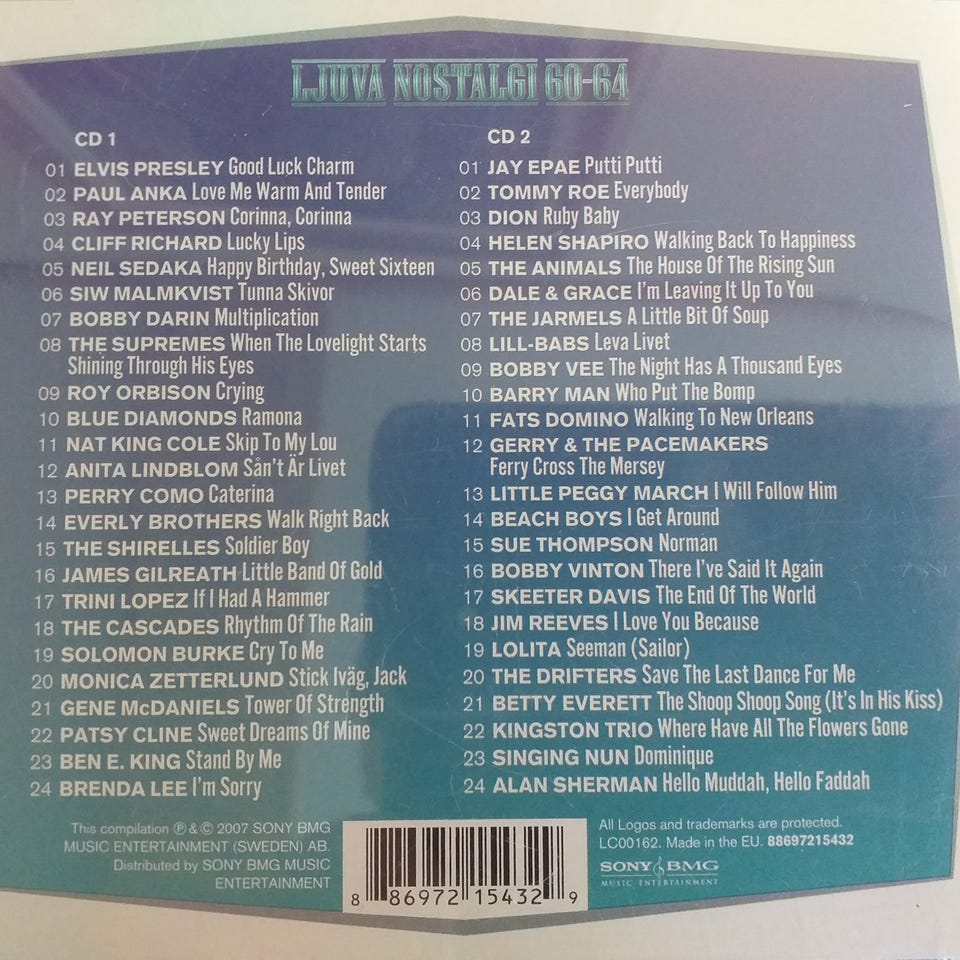 LJUVA NOSTALGI 60-64
CD 1
01 ELVIS PRESLEY Good Luck Charm
02 PAUL ANKA Love Me Warm And Tender
03 RAY PETERSON Corinna, Corinna
04 CLIFF RICHARD Lucky Lips
05 NEIL SEDAKA Happy Birthday, Sweet Sixteen
06 SIW MALMKVIST Tunna Skivor
07 BOBBY DARIN Multiplication
08 THE SUPREMES When The Lovelight Starts
Shining Through His Eyes
09 ROY ORBISON Crying
10 BLUE DIAMONDS Ramona
11 NAT KING COLE Skip To My Lou
12 ANITA LINDBLOM Sån't Är Livet
13 PERRY COMO Caterina
14 EVERLY BROTHERS Walk Right Back
15 THE SHIRELLES Soldier Boy
16 JAMES GILREATH Little Band Of Gold
17 TRINI LOPEZ If I Had A Hammer
18 THE CASCADES Rhythm Of The Rain
19 SOLOMON BURKE Cry To Me
20 MONICA ZETTERLUND Stick Iväg, Jack
21 GENE McDANIELS Tower Of Strength
22 PATSY CLINE Sweet Dreams Of Mine
23 BEN E. KING Stand By Me
24 BRENDA LEE I'm Sorry
CD 2
01 JAY EPAE Putti Putti
02 TOMMY ROE Everybody
03 DION Ruby Baby
04 HELEN SHAPIRO Walking Back To Happiness
05 THE ANIMALS The House Of The Rising Sun
06 DALE & GRACE I'm Leaving It Up To You
07 THE JARMELS A Little Bit Of Soup
08 LILL-BABS Leva Livet
09 BOBBY VEE The Night Has A Thousand Eyes
10 BARRY MAN Who Put The Bomp
11 FATS DOMINO Walking To New Orleans
12 GERRY & THE PACEMAKERS
Ferry Cross The Mersey
13 LITTLE PEGGY MARCH I Will Follow Him
14 BEACH BOYS I Get Around
15 SUE THOMPSON Norman
16 BOBBY VINTON There I've Said It Again
17 SKEETER DAVIS The End Of The World
18 JIM REEVES I Love You Because
19 LOLITA Seeman (Sailor)
20 THE DRIFTERS Save The Last Dance For Me
21 BETTY EVERETT The Shoop Shoop Song (It's In His Kiss)
22 KINGSTON TRIO Where Have All The Flowers Gone
23 SINGING NUN Dominique
24 ALAN SHERMAN Hello Muddah, Hello Faddah
This compilation ℗ & © 2007 SONY BMG
MUSIC ENTERTAINMENT (SWEDEN) AB.
Distributed by SONY BMG MUSIC
ENTERTAINMENT
8 86972 15432 9
All Logos and trademarks are protected.
LC00162. Made in the EU. 88697215432
SONY BMG
MUSIC ENTERTAINMENT